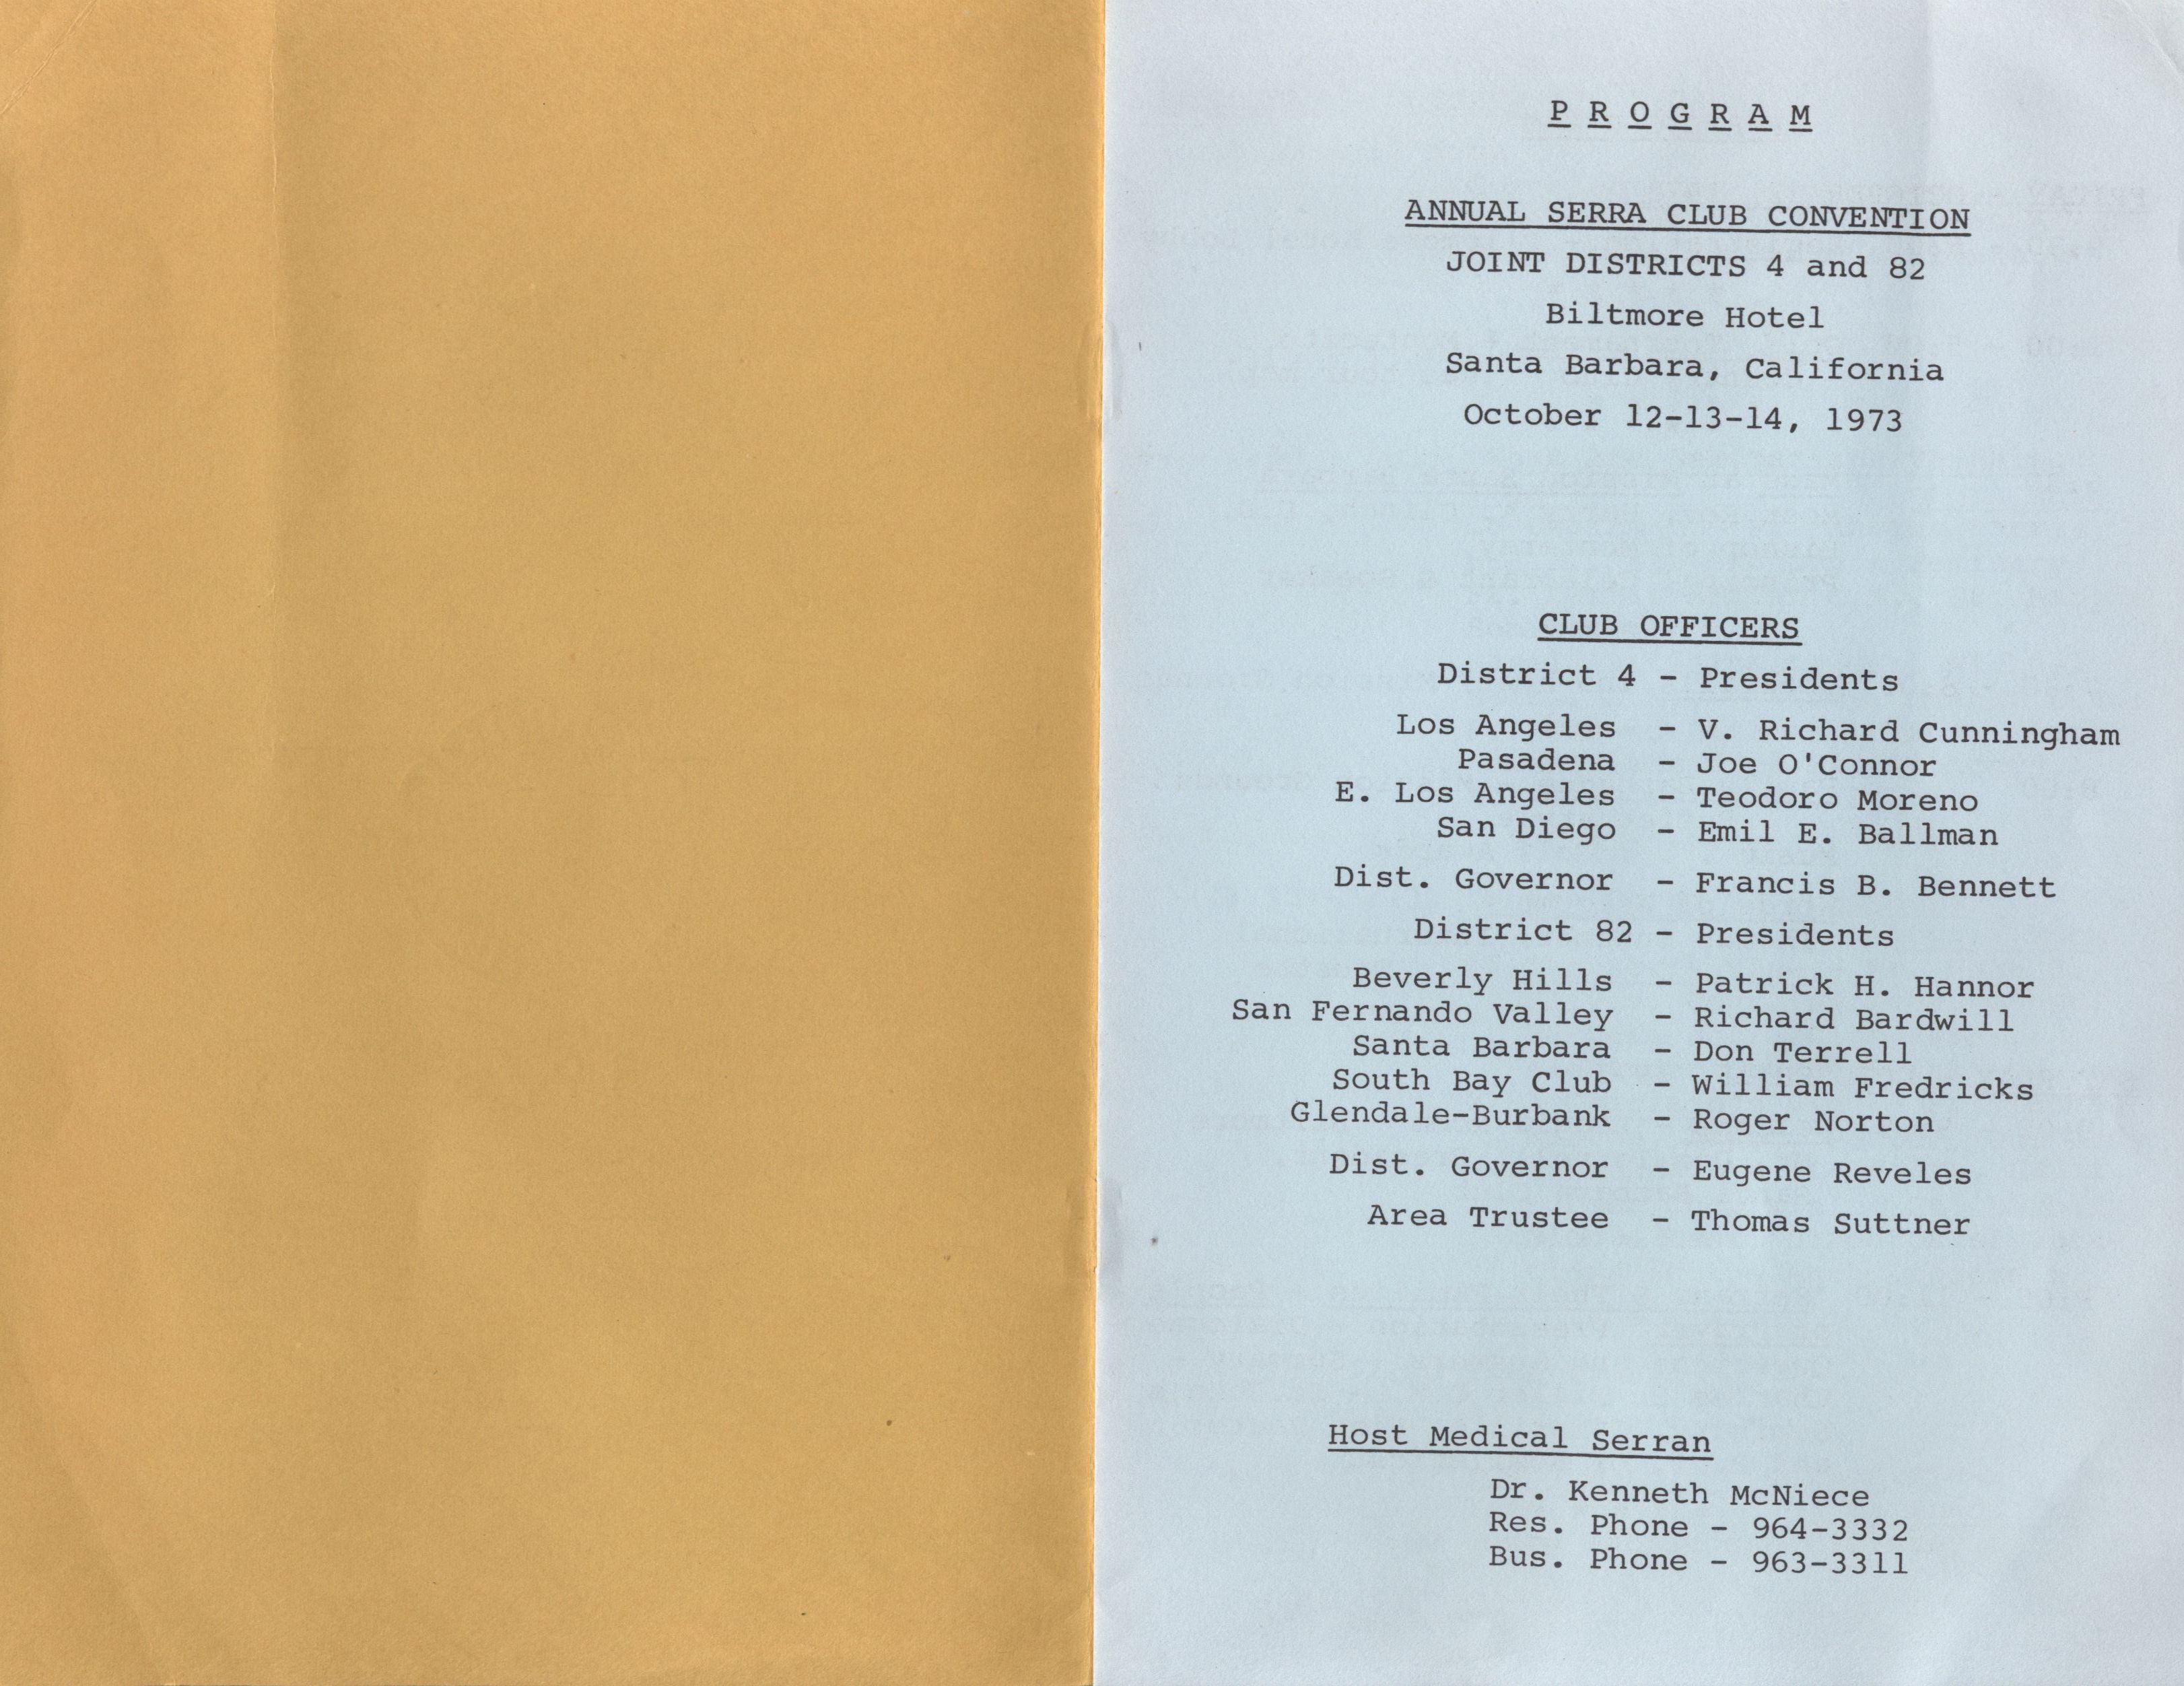 P R O G R A M
ANNUAL SERRA CLUB CONVENTION
JOINT DISTRICTS 4 and 82
Biltmore Hotel
Santa Barbara, California
October 12-13-14, 1973
CLUB OFFICERS
District 4 - Presidents
Los Angeles - V. Richard Cunningham
Pasadena - Joe O'Connor
E. Los Angeles - Teodoro Moreno
San Diego - Emil E. Ballman
Dist. Governor - Francis B. Bennett
District 82 - Presidents
Beverly Hills - Patrick H. Hannor
San Fernando Valley - Richard Bardwill
Santa Barbara - Don Terrell
South Bay Club - William Fredricks
Glendale-Burbank - Roger Norton
Dist. Governor - Eugene Reveles
Area Trustee - Thomas Suttner
Host Medical Serran
Dr. Kenneth McNiece
Res. Phone - 964-3332
Bus. Phone - 963-3311